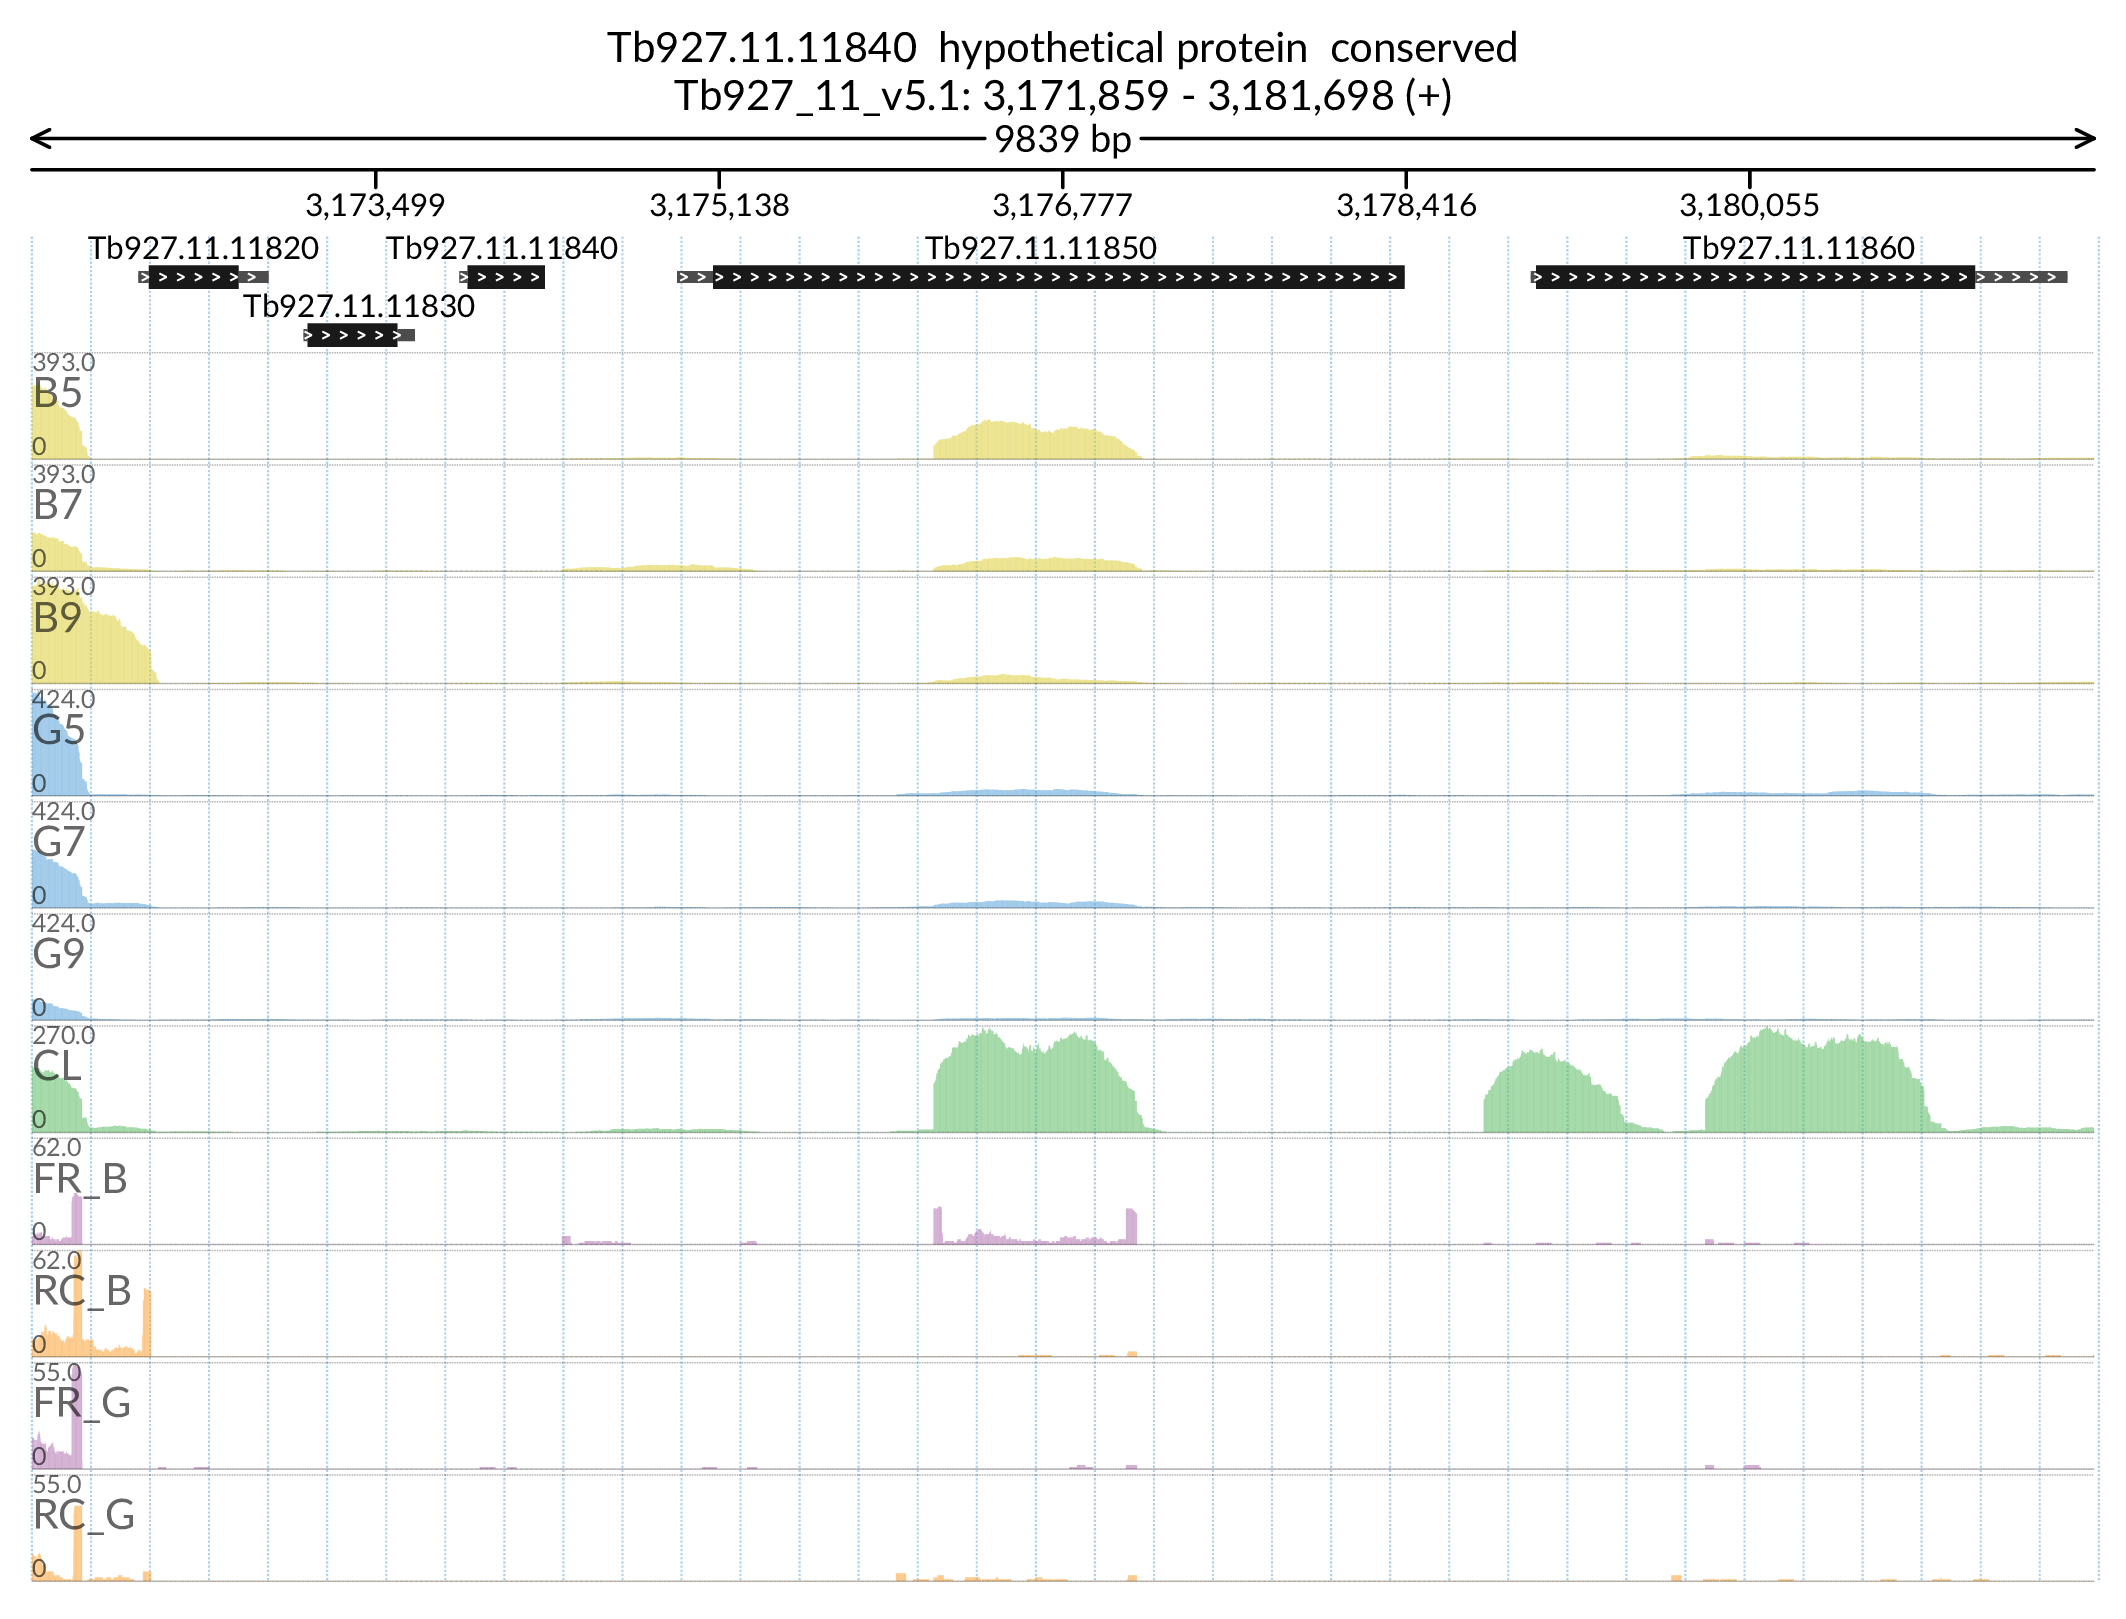 Tb927.11.11840 hypothetical protein conserved
Tb927_11_v5.1: 3,171,859 - 3,181,698 (+)
9839 bp
3,173,499 3,175,138 3,176,777 3,178,416 3,180,055
Tb927.11.11820 Tb927.11.11840 Tb927.11.11850 Tb927.11.11860
Tb927.11.11830
393.0
B5
0
393.0
B7
0
393.0
B9
0
424.0
G5
0
424.0
G7
0
424.0
G9
0
270.0
CL
0
62.0
FR_B
0
62.0
RC_B
0
55.0
FR_G
0
55.0
RC_G
0